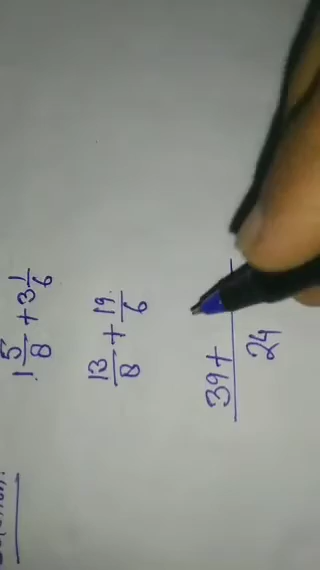 1 5/8 + 3 1/6
13/8 + 19/6
39 +
24